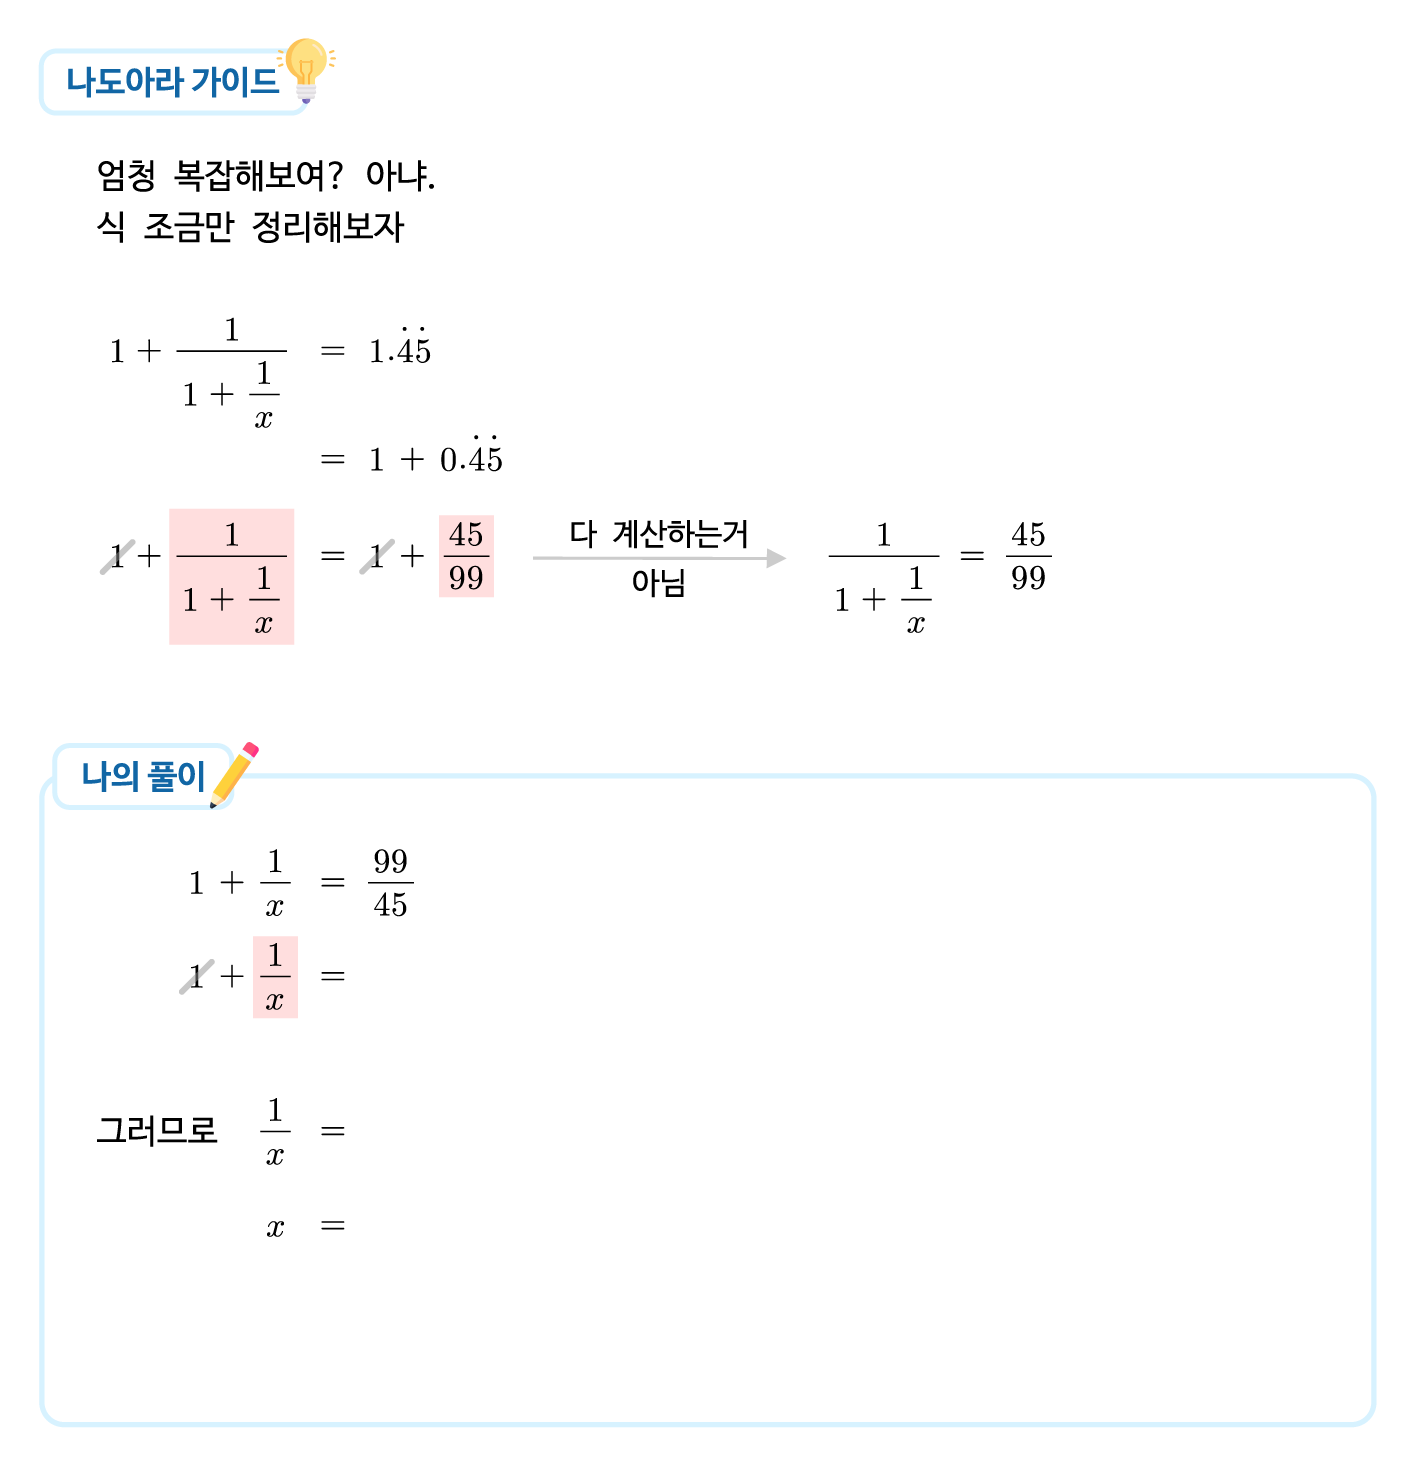 나도아라 가이드
엄청 복잡해보여? 아냐.
식 조금만 정리해보자
$1 + \frac{1}{1 + \frac{1}{x}} = 1.\dot{4}\dot{5}$
$= 1 + 0.\dot{4}\dot{5}$
$1 + \frac{1}{1 + \frac{1}{x}} = 1 + \frac{45}{99}$ 다 계산하는거 아님 $\frac{1}{1 + \frac{1}{x}} = \frac{45}{99}$
나의 풀이
$1 + \frac{1}{x} = \frac{99}{45}$
$1 + \frac{1}{x} =$
그러므로 $\frac{1}{x} =$
$x =$